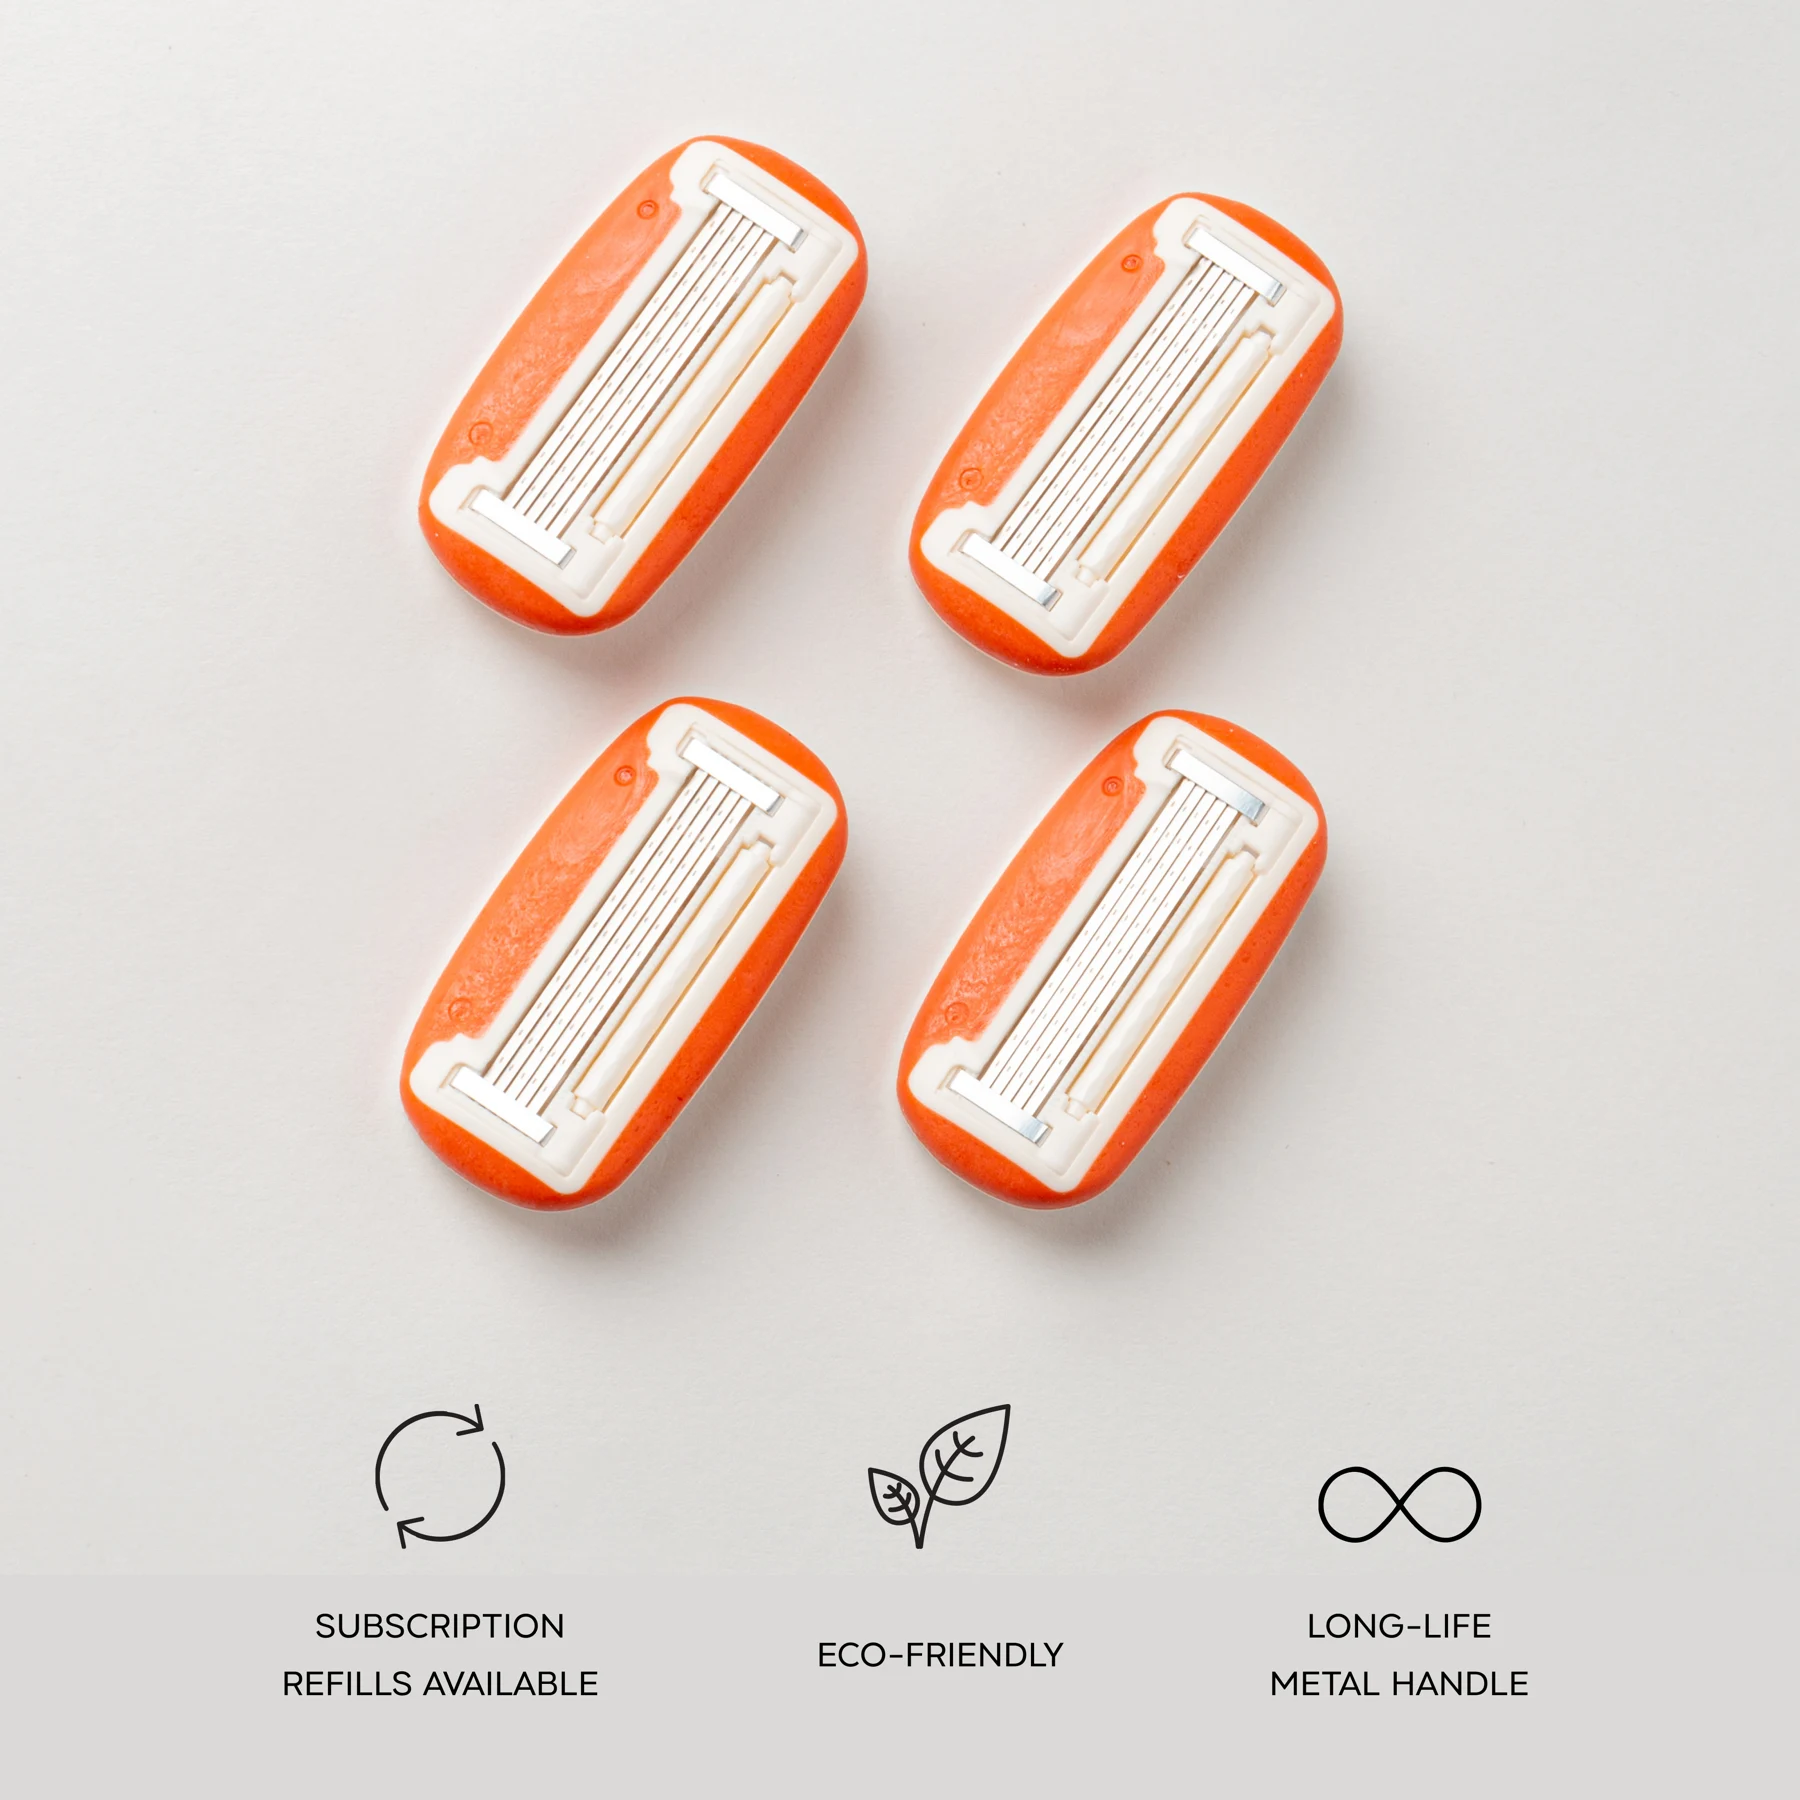 SUBSCRIPTION
REFILLS AVAILABLE
ECO-FRIENDLY
LONG-LIFE
METAL HANDLE